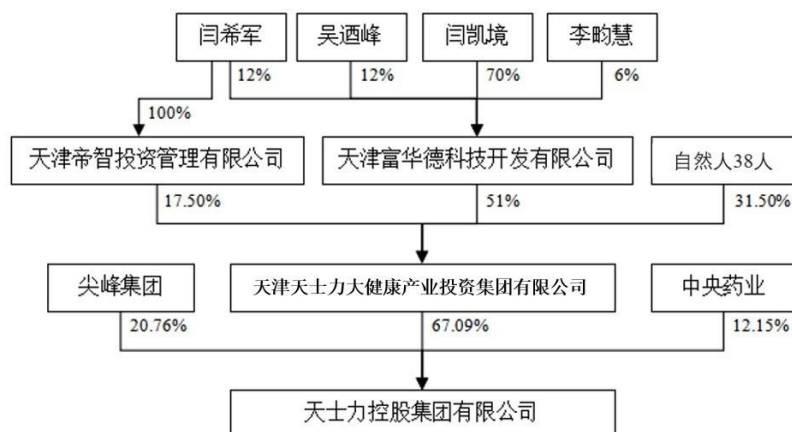 闫希军
吴迺峰
闫凯境
李畇慧
12%
12%
70%
6%
100%
天津帝智投资管理有限公司
天津富华德科技开发有限公司
自然人38人
17.50%
51%
31.50%
尖峰集团
天津天士力大健康产业投资集团有限公司
中央药业
20.76%
67.09%
12.15%
天士力控股集团有限公司